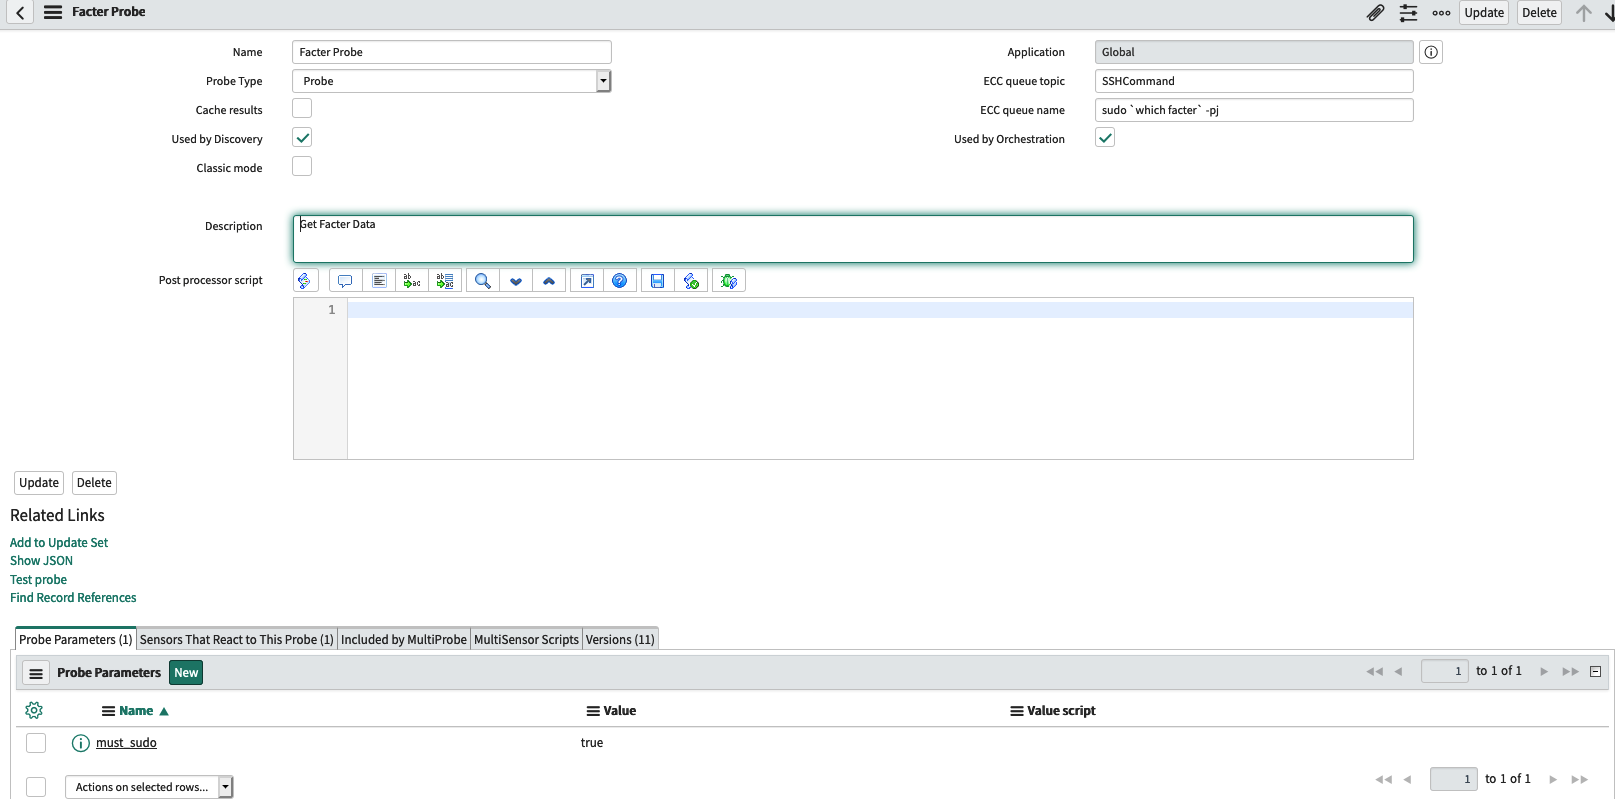 Facter Probe
Update
Delete
Name
Facter Probe
Application
Global
Probe Type
Probe
ECC queue topic
SSHCommand
Cache results
ECC queue name
sudo `which facter` -pj
Used by Discovery
Used by Orchestration
Classic mode
Description
Get Facter Data
Post processor script
1
Update
Delete
Related Links
Add to Update Set
Show JSON
Test probe
Find Record References
Probe Parameters (1)
Sensors That React to This Probe (1)
Included by MultiProbe
MultiSensor Scripts
Versions (11)
Probe Parameters
New
1 to 1 of 1
Name
Value
Value script
must_sudo
true
Actions on selected rows...
1 to 1 of 1